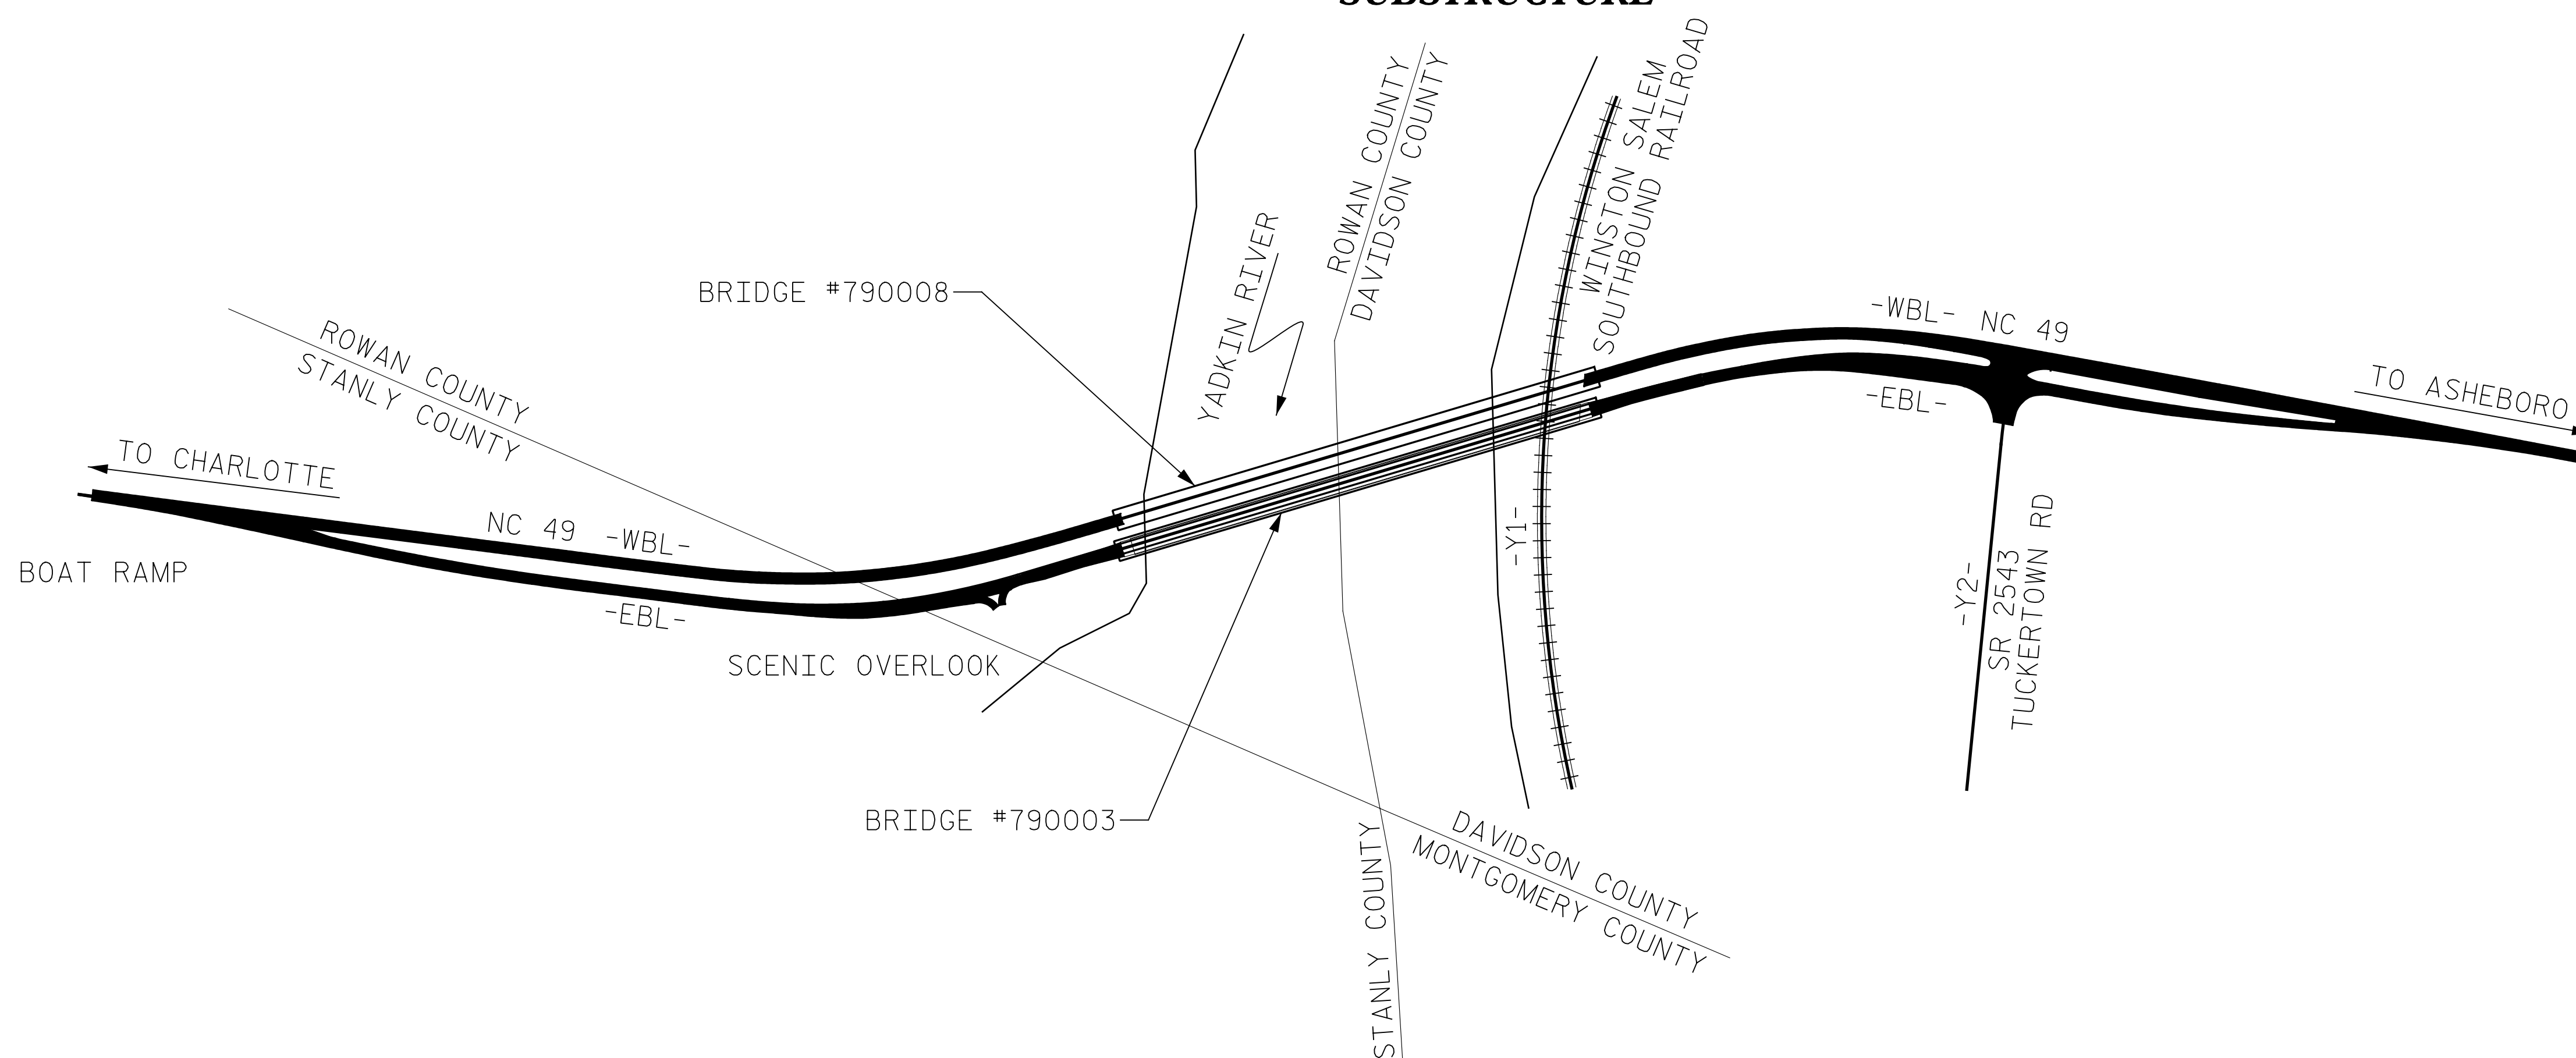 SUBSTRUCTURE
WINSTON SALEM
SOUTHBOUND RAILROAD
ROWAN COUNTY
DAVIDSON COUNTY
YADKIN RIVER
BRIDGE #790008
-WBL- NC 49
ROWAN COUNTY
STANLY COUNTY
TO ASHEBORO
-EBL-
TO CHARLOTTE
NC 49 -WBL-
-Y1-
BOAT RAMP
-EBL-
-Y2-
SR 2543
TUCKERTOWN RD
SCENIC OVERLOOK
BRIDGE #790003
DAVIDSON COUNTY
MONTGOMERY COUNTY
STANLY COUNTY